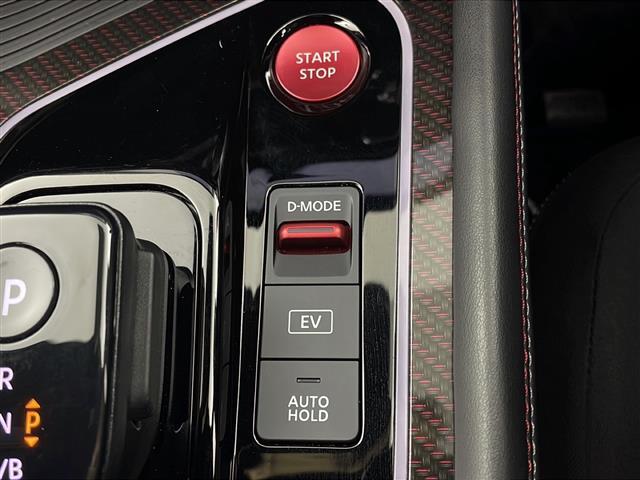 START
STOP
D-MODE
EV
AUTO
HOLD
P
R
N P
/B